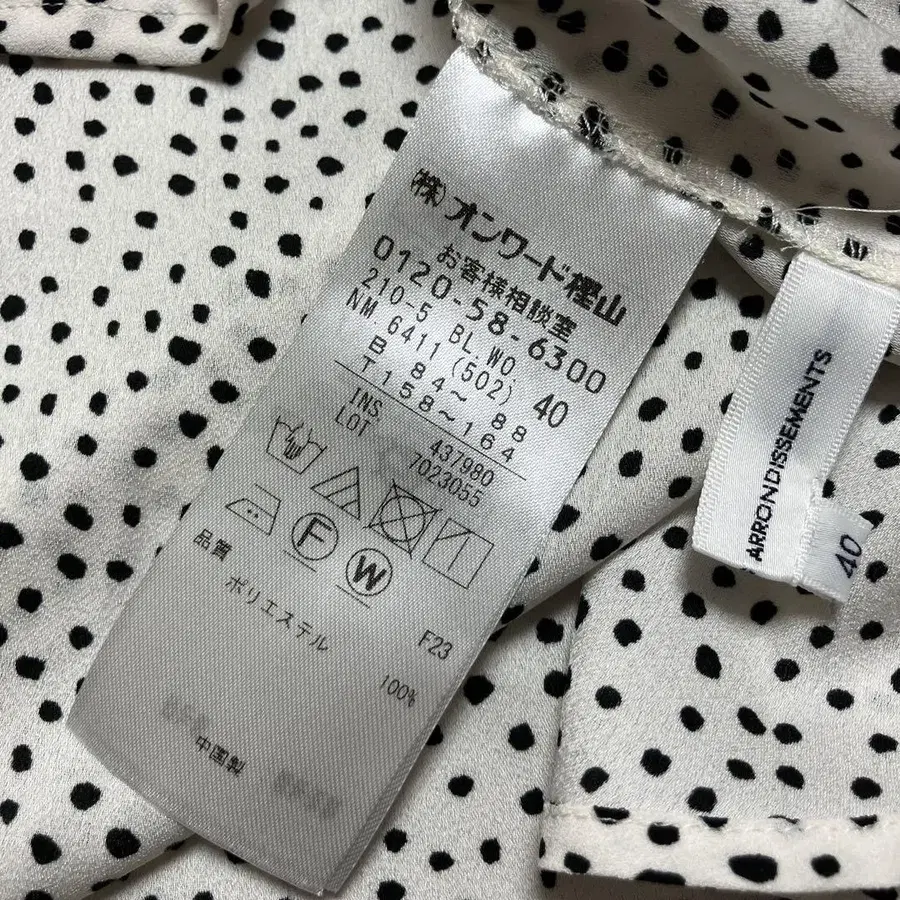 (株)オンワード樫山
お客様相談室
0120-58-6300
210-5 BL.WO.
NM 6411 (502) 40
B 84〜 88
T158〜164
INS 437980
LOT 7023055
F W
F23
品質
ポリエステル 100%
中国製
ARRONDISSEMENTS
40